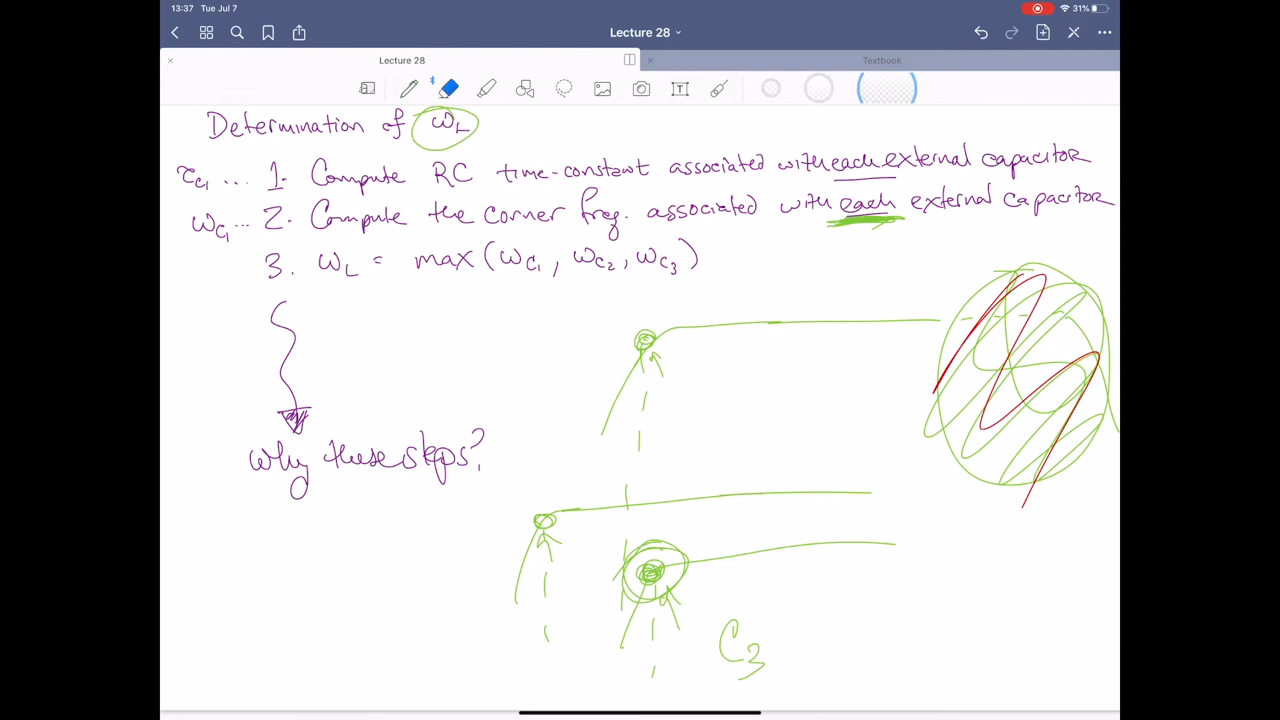 13:37 Tue Jul 7
31%
Lecture 28
Lecture 28
Textbook
Determination of ωL
τC1 ... 1. Compute RC time-constant associated with each external capacitor
ωC1 ... 2. Compute the corner freq. associated with each external capacitor
3. ωL = max (ωC1, ωC2, ωC3)
Why these steps?
C3